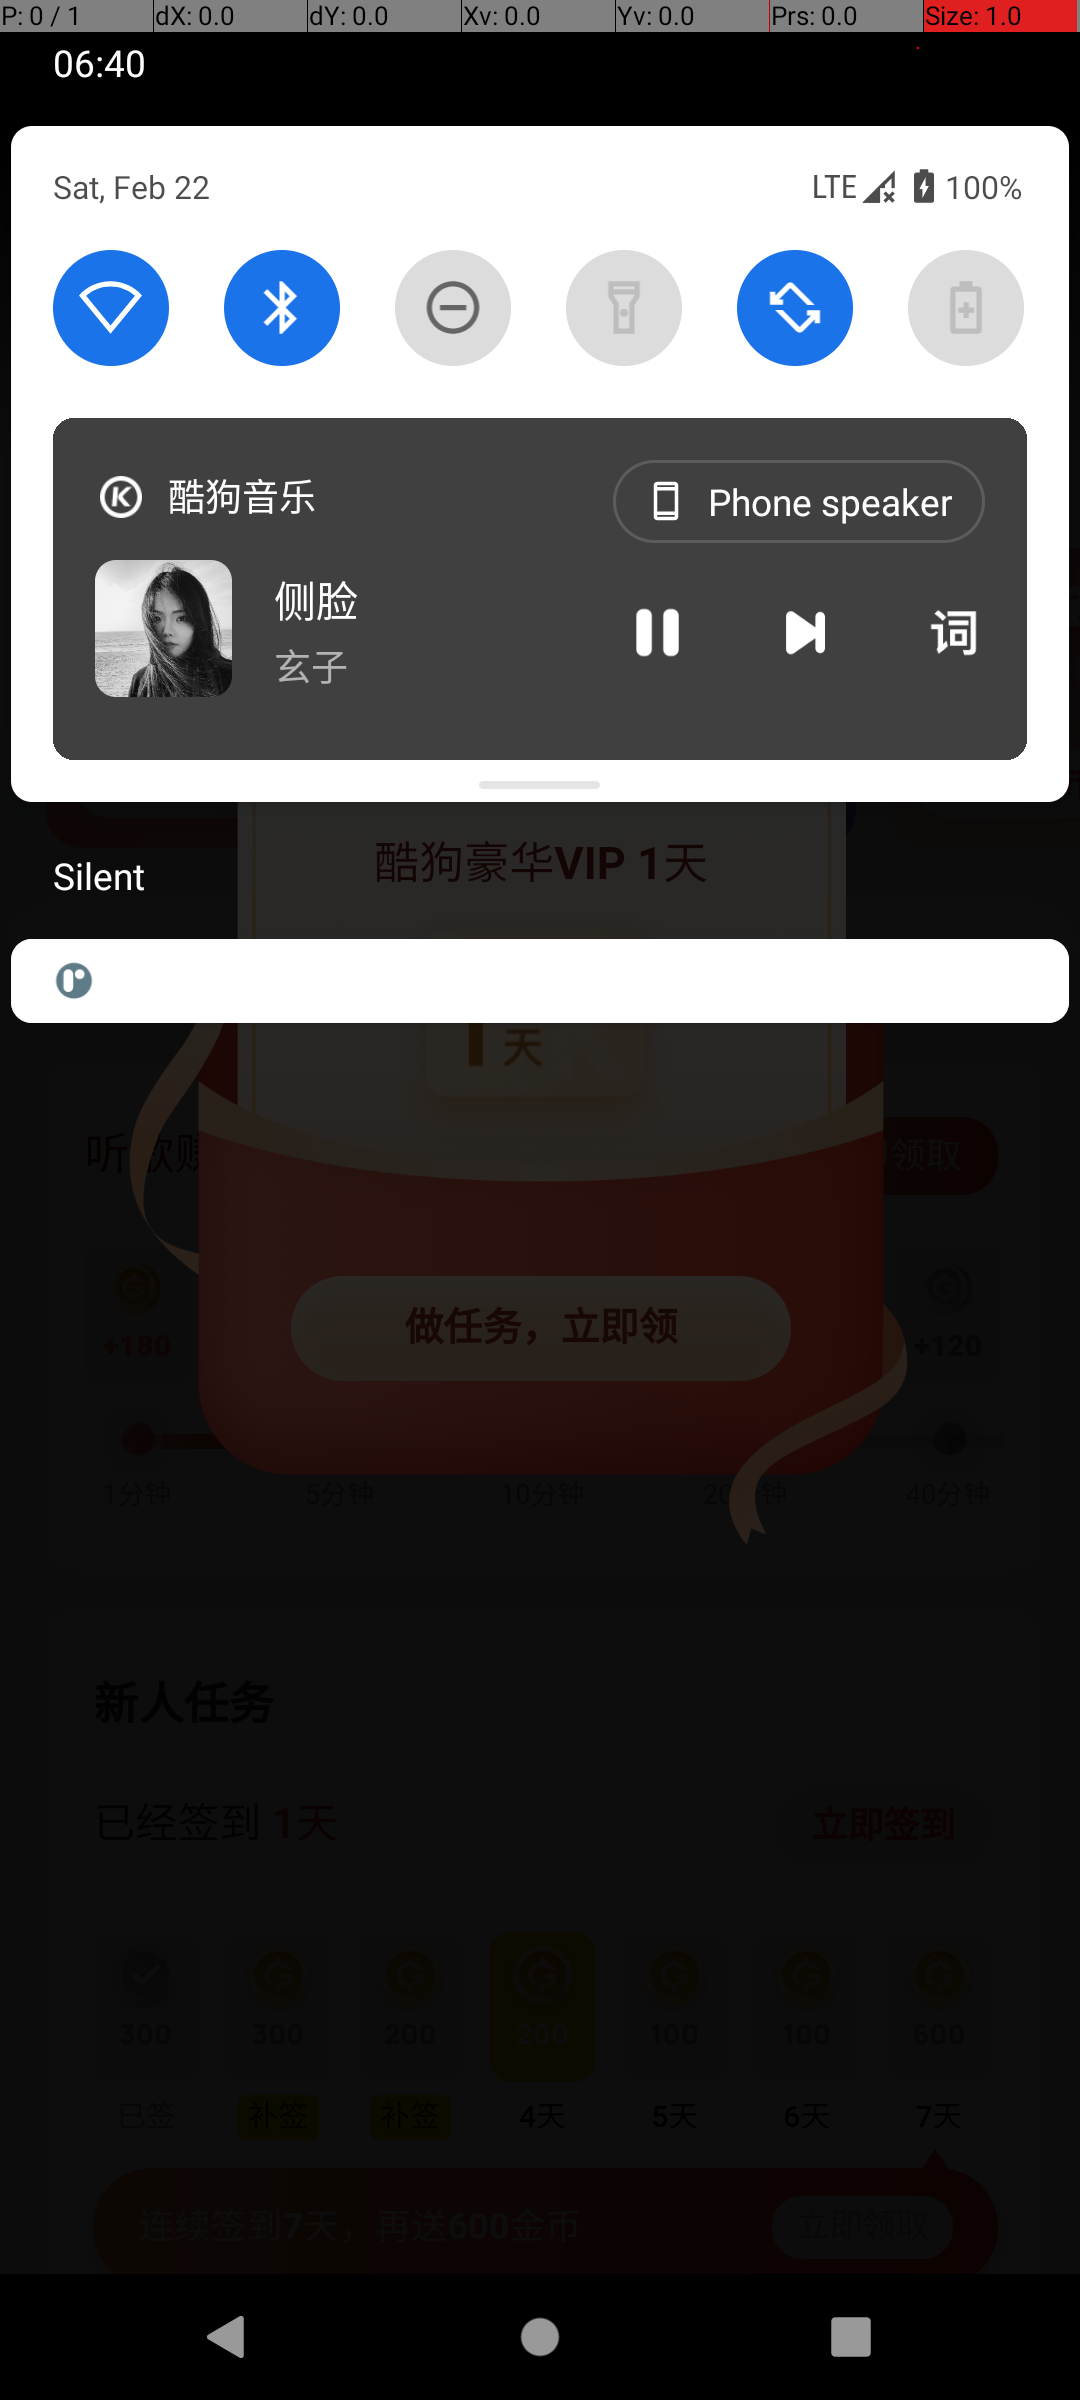 P: 0 / 1 dX: 0.0 dY: 0.0 Xv: 0.0 Yv: 0.0 Prs: 0.0 Size: 1.0
06:40
Sat, Feb 22 LTE 100%
酷狗音乐 Phone speaker
侧脸
玄子
词
酷狗豪华VIP 1天
Silent
1天
听歌赚 领取
做任务，立即领
+180 +120
1分钟 5分钟 10分钟 20分钟 40分钟
新人任务
已经签到 1天 立即签到
300 300 200 200 100 100 600
已签 补签 补签 4天 5天 6天 7天
连续签到7天，再送600金币 立即领取